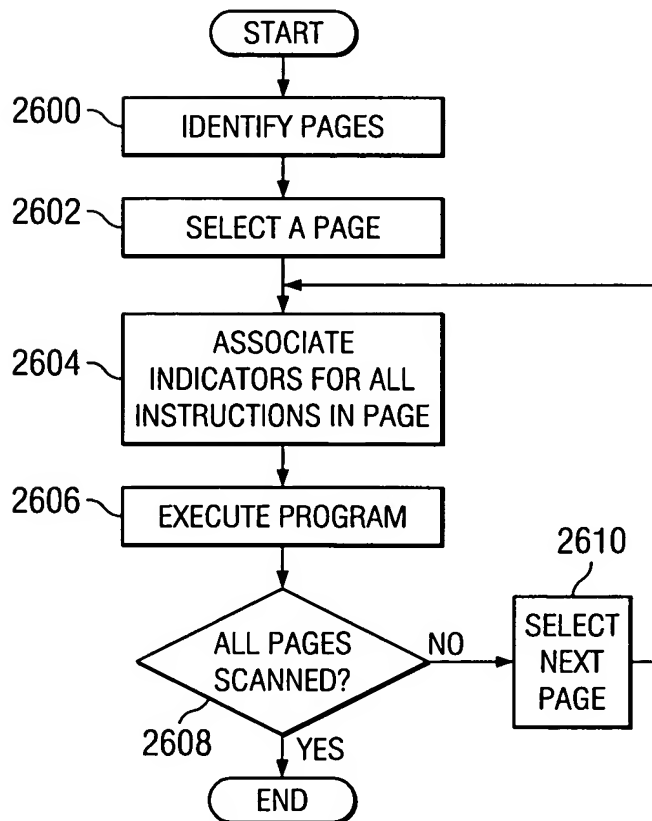 START
2600
IDENTIFY PAGES
2602
SELECT A PAGE
2604
ASSOCIATE
INDICATORS FOR ALL
INSTRUCTIONS IN PAGE
2606
EXECUTE PROGRAM
2610
ALL PAGES
SCANNED?
NO
SELECT
NEXT
PAGE
2608
YES
END